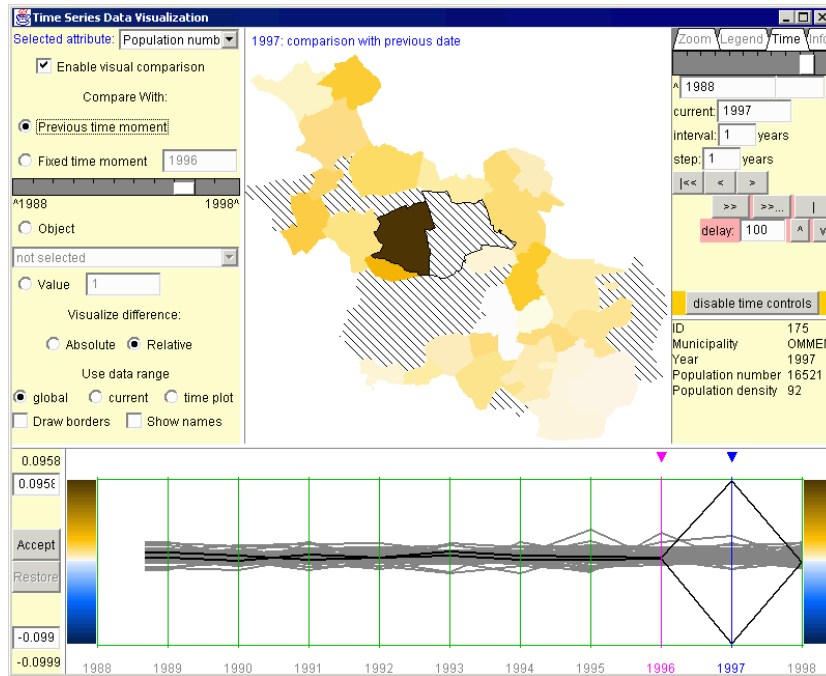 Time Series Data Visualization
Selected attribute: Population numb
Enable visual comparison
Compare With:
Previous time moment
Fixed time moment 1996
^1988 1998^
Object
not selected
Value 1
Visualize difference:
Absolute Relative
Use data range
global current time plot
Draw borders Show names
1997: comparison with previous date
Zoom Legend Time Info
^ 1988
current: 1997
interval: 1 years
step: 1 years
|<< < >
>> >>... |
delay: 100 ^ v
disable time controls
ID 175
Municipality OMMEN
Year 1997
Population number 16521
Population density 92
0.0958
0.0958
Accept
Restore
-0.099
-0.0999
1988 1989 1990 1991 1992 1993 1994 1995 1996 1997 1998